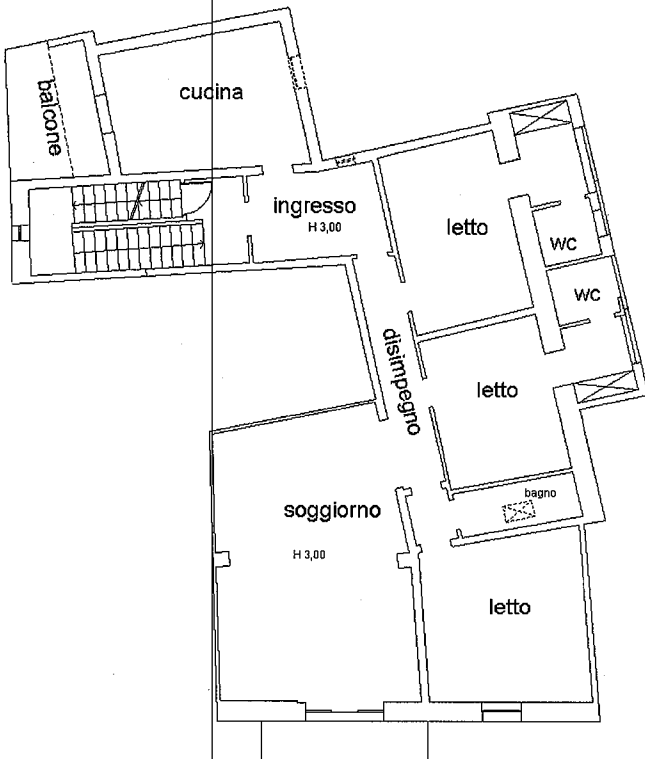 cucina
balcone
ingresso
H 3,00
letto
WC
WC
disimpegno
letto
bagno
soggiorno
H 3,00
letto